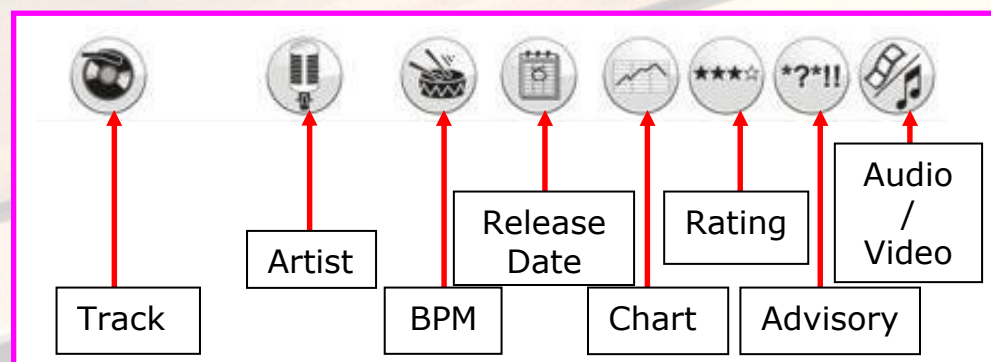 *?*!!
Audio
/
Video
Release
Date
Rating
Artist
Track
BPM
Chart
Advisory